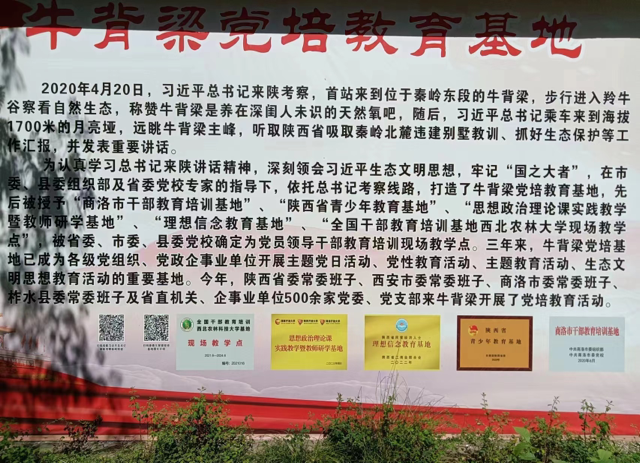 牛背梁党培教育基地
2020年4月20日，习近平总书记来陕考察，首站来到位于秦岭东段的牛背梁，步行进入羚牛
谷察看自然生态，称赞牛背梁是养在深闺人未识的天然氧吧，随后，习近平总书记乘车来到海拔
1700米的月亮垭，远眺牛背梁主峰，听取陕西省吸取秦岭北麓违建别墅教训、抓好生态保护等工
作汇报，并发表重要讲话。
为认真学习总书记来陕讲话精神，深刻领会习近平生态文明思想，牢记“国之大者”，在市
委、县委组织部及省委党校专家的指导下，依托总书记考察线路，打造了牛背梁党培教育基地，先
后被授予“商洛市干部教育培训基地”、“陕西省青少年教育基地”、“思想政治理论课实践教学
暨教师研学基地”、“理想信念教育基地”、“全国干部教育培训基地西北农林大学现场教学
点”，被省委、市委、县委党校确定为党员领导干部教育培训现场教学点。三年来，牛背梁党培基
地已成为各级党组织、党政企事业单位开展主题党日活动、党性教育活动、主题教育活动、生态文
明思想教育活动的重要基地。今年，陕西省委常委班子、西安市委常委班子、商洛市委常委班子、
柞水县委常委班子及省直机关、企事业单位500余家党委、党支部来牛背梁开展了党培教育活动。
全国干部教育培训
西北农林科技大学基地
现场教学点
思想政治理论课
实践教学暨教师研学基地
理想信念教育基地
陕西省
青少年教育基地
商洛市干部教育培训基地